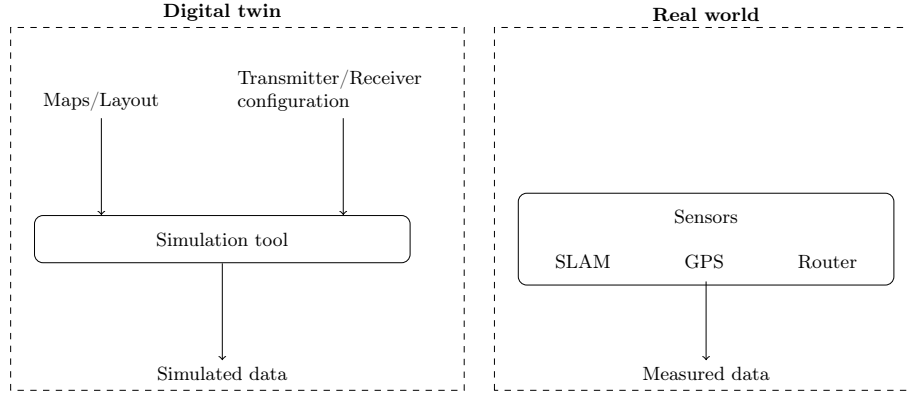 Digital twin
Maps/Layout
Transmitter/Receiver
configuration
Simulation tool
Simulated data
Real world
Sensors
SLAM GPS Router
Measured data